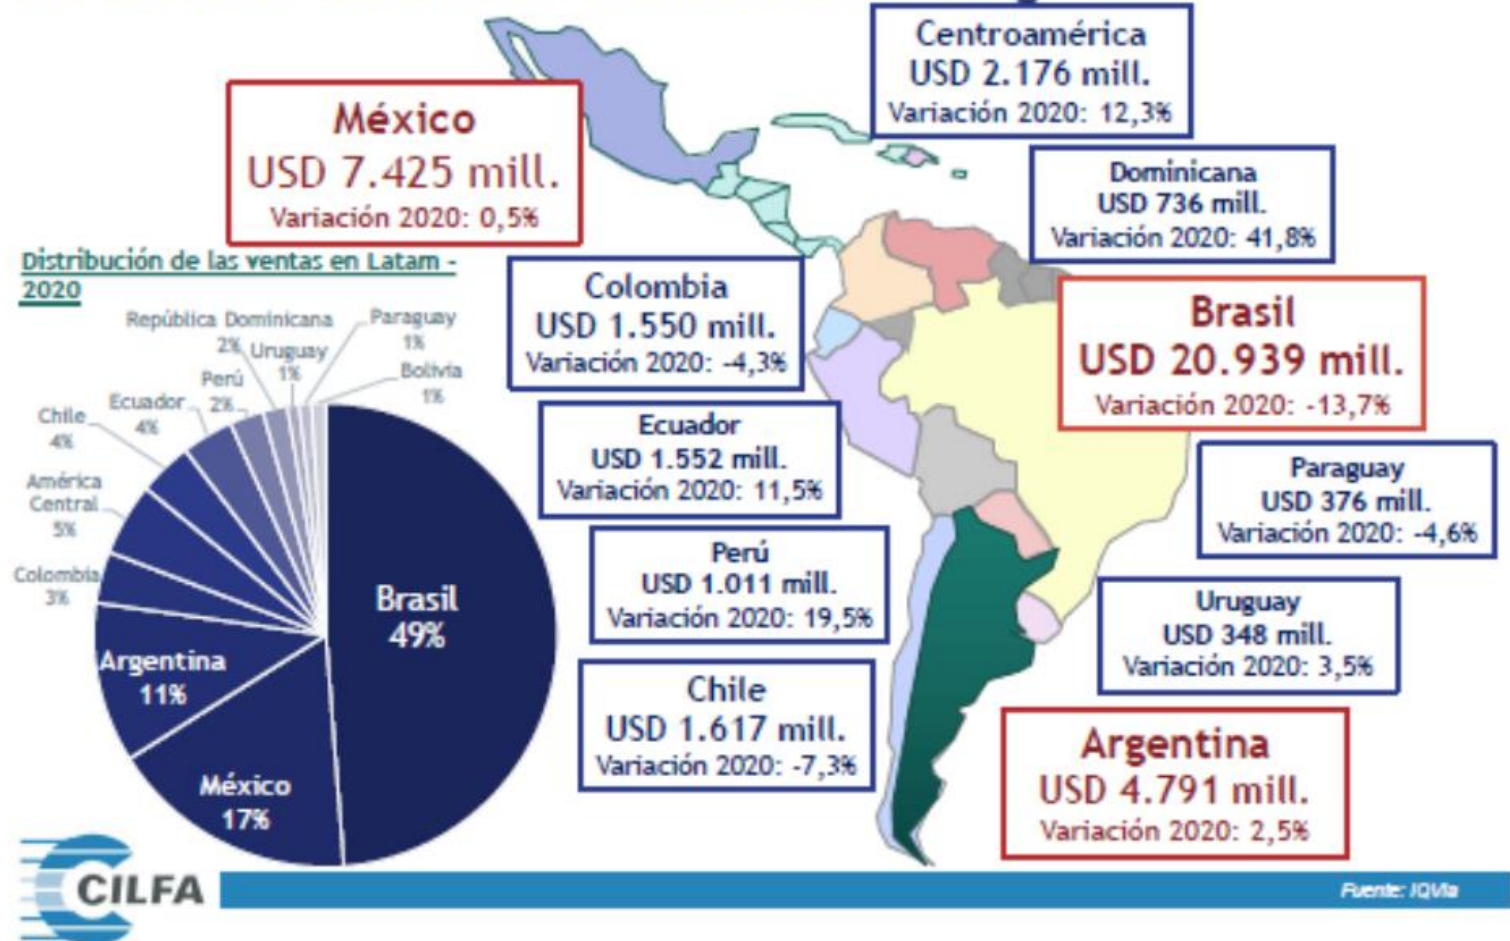 Centroamérica
USD 2.176 mill.
Variación 2020: 12,3%
México
USD 7.425 mill.
Variación 2020: 0,5%
Dominicana
USD 736 mill.
Variación 2020: 41,8%
Distribución de las ventas en Latam -
2020
Colombia
USD 1.550 mill.
Variación 2020: -4,3%
Brasil
USD 20.939 mill.
Variación 2020: -13,7%
República Dominicana
2%
Paraguay
1%
Uruguay
1%
Bolivia
1%
Perú
2%
Ecuador
4%
Chile
4%
América
Central
5%
Colombia
3%
Brasil
49%
Argentina
11%
México
17%
Ecuador
USD 1.552 mill.
Variación 2020: 11,5%
Paraguay
USD 376 mill.
Variación 2020: -4,6%
Perú
USD 1.011 mill.
Variación 2020: 19,5%
Uruguay
USD 348 mill.
Variación 2020: 3,5%
Chile
USD 1.617 mill.
Variación 2020: -7,3%
Argentina
USD 4.791 mill.
Variación 2020: 2,5%
CILFA
Fuente: IQVia